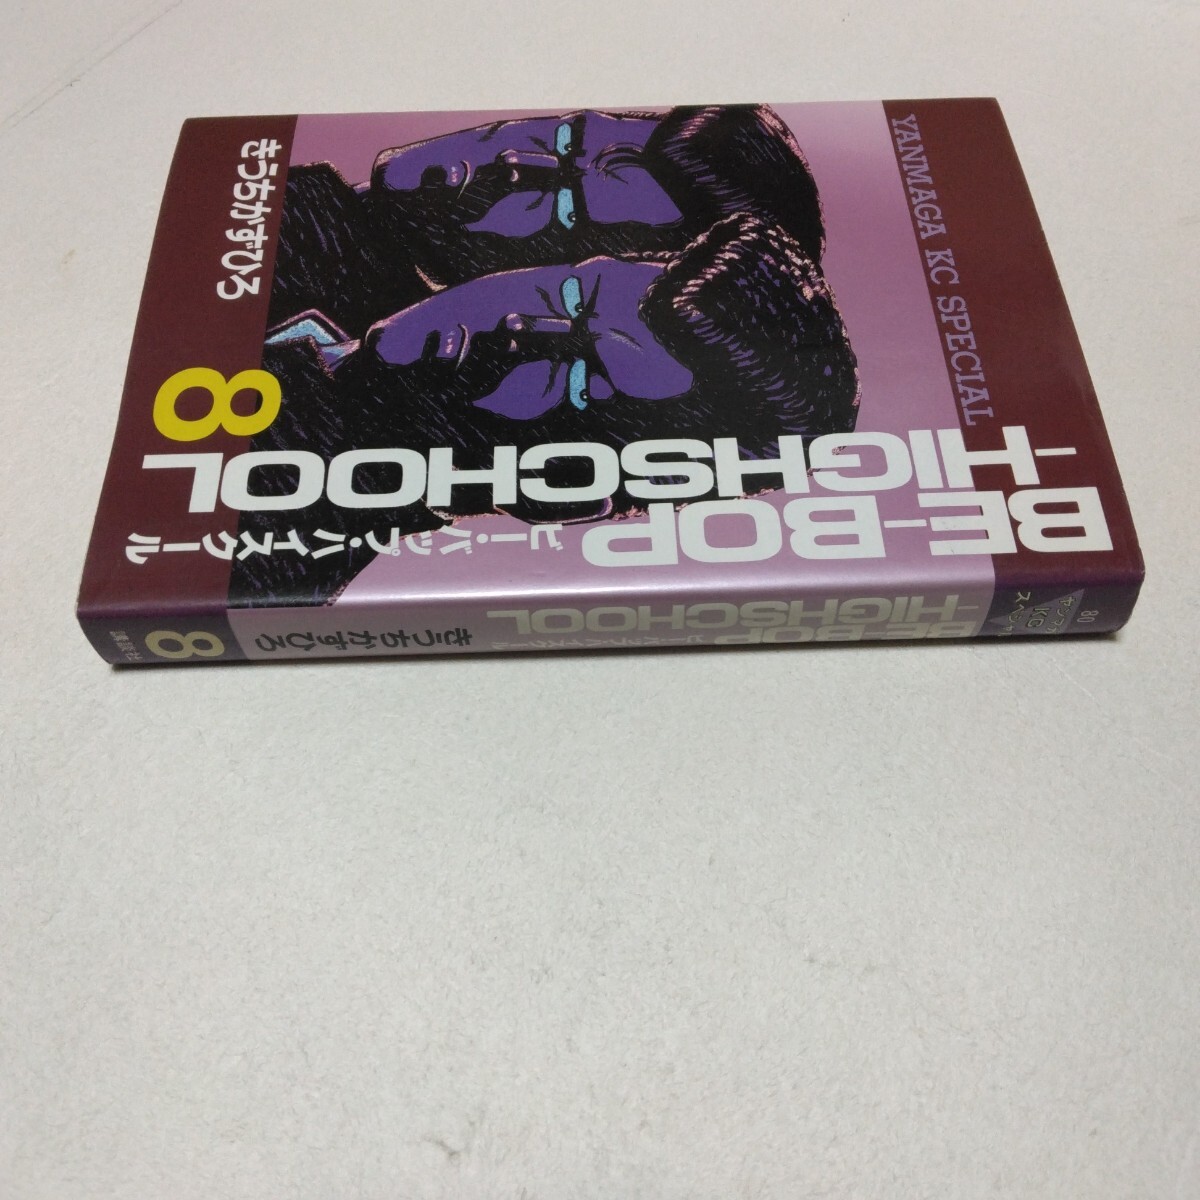 YANMAGA KC SPECIAL
BE-BOP
-HIGHSCHOOL
ビー・バップ・ハイスクール
8
きうちかずひろ
80
ヤンマガ
KC
スペシャル
BE-BOP
-HIGHSCHOOL
ビー・バップ・ハイスクール
きうちかずひろ
8
講談社